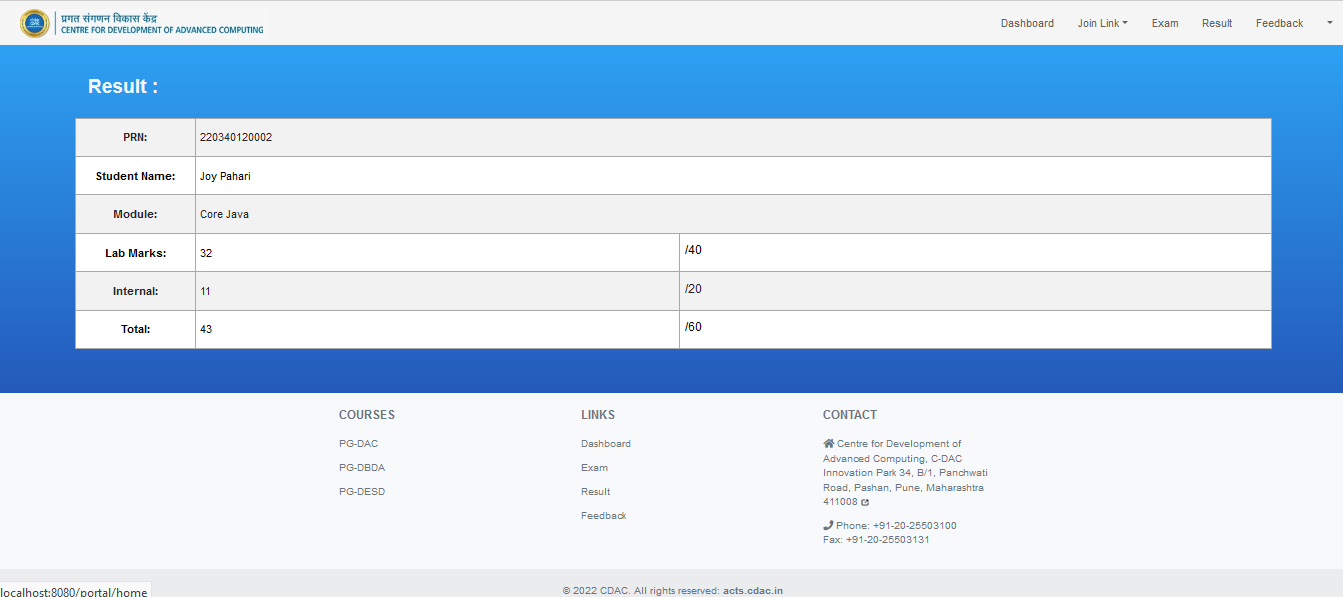 प्रगत संगणन विकास केंद्र
CENTRE FOR DEVELOPMENT OF ADVANCED COMPUTING
Dashboard Join Link Exam Result Feedback
Result :
PRN: 220340120002
Student Name: Joy Pahari
Module: Core Java
Lab Marks: 32 /40
Internal: 11 /20
Total: 43 /60
COURSES
PG-DAC
PG-DBDA
PG-DESD
LINKS
Dashboard
Exam
Result
Feedback
CONTACT
Centre for Development of
Advanced Computing, C-DAC
Innovation Park 34, B/1, Panchwati
Road, Pashan, Pune, Maharashtra
411008
Phone: +91-20-25503100
Fax: +91-20-25503131
© 2022 CDAC. All rights reserved: acts.cdac.in
localhost:8080/portal/home